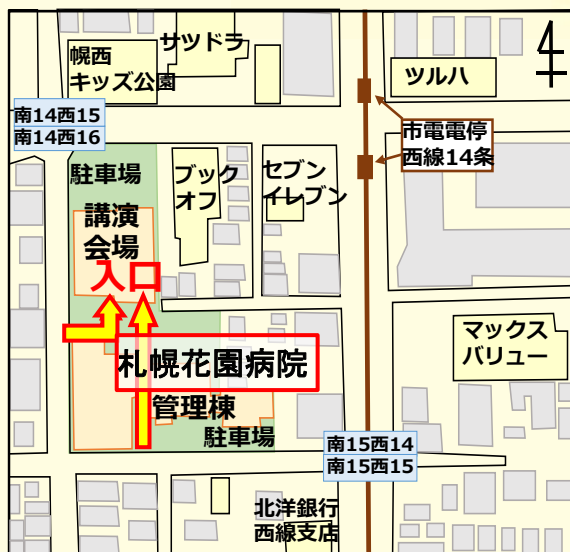 サツドラ
幌西
キッズ公園
ツルハ
南14西15
南14西16
市電電停
西線14条
駐車場
ブック
オフ
セブン
イレブン
講演
会場
入口
マックス
バリュー
札幌花園病院
管理棟
駐車場
南15西14
南15西15
北洋銀行
西線支店